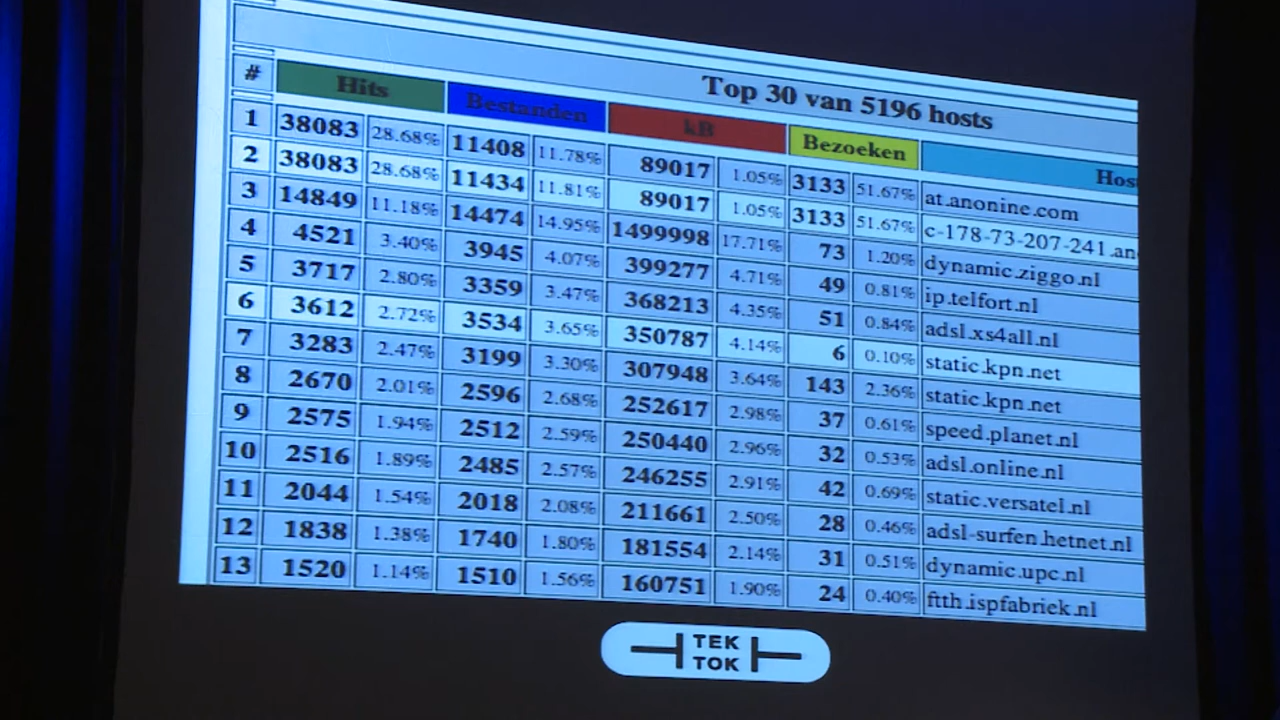 Top 30 van 5196 hosts
# Hits Bestanden kB Bezoeken
1 38083 28.68% 11408 11.78% 89017 1.05% 3133 51.67% at.anonine.com
2 38083 28.68% 11434 11.81% 89017 1.05% 3133 51.67% c-178-73-207-241.an
3 14849 11.18% 14474 14.95% 1499998 17.71% 73 1.20% dynamic.ziggo.nl
4 4521 3.40% 3945 4.07% 399277 4.71% 49 0.81% ip.telfort.nl
5 3717 2.80% 3359 3.47% 368213 4.35% 51 0.84% adsl.xs4all.nl
6 3612 2.72% 3534 3.65% 350787 4.14% 6 0.10% static.kpn.net
7 3283 2.47% 3199 3.30% 307948 3.64% 143 2.36% static.kpn.net
8 2670 2.01% 2596 2.68% 252617 2.98% 37 0.61% speed.planet.nl
9 2575 1.94% 2512 2.59% 250440 2.96% 32 0.53% adsl.online.nl
10 2516 1.89% 2485 2.57% 246255 2.91% 42 0.69% static.versatel.nl
11 2044 1.54% 2018 2.08% 211661 2.50% 28 0.46% adsl-surfen.hetnet.nl
12 1838 1.38% 1740 1.80% 181554 2.14% 31 0.51% dynamic.upc.nl
13 1520 1.14% 1510 1.56% 160751 1.90% 24 0.40% ftth.ispfabriek.nl
TEK
TOK